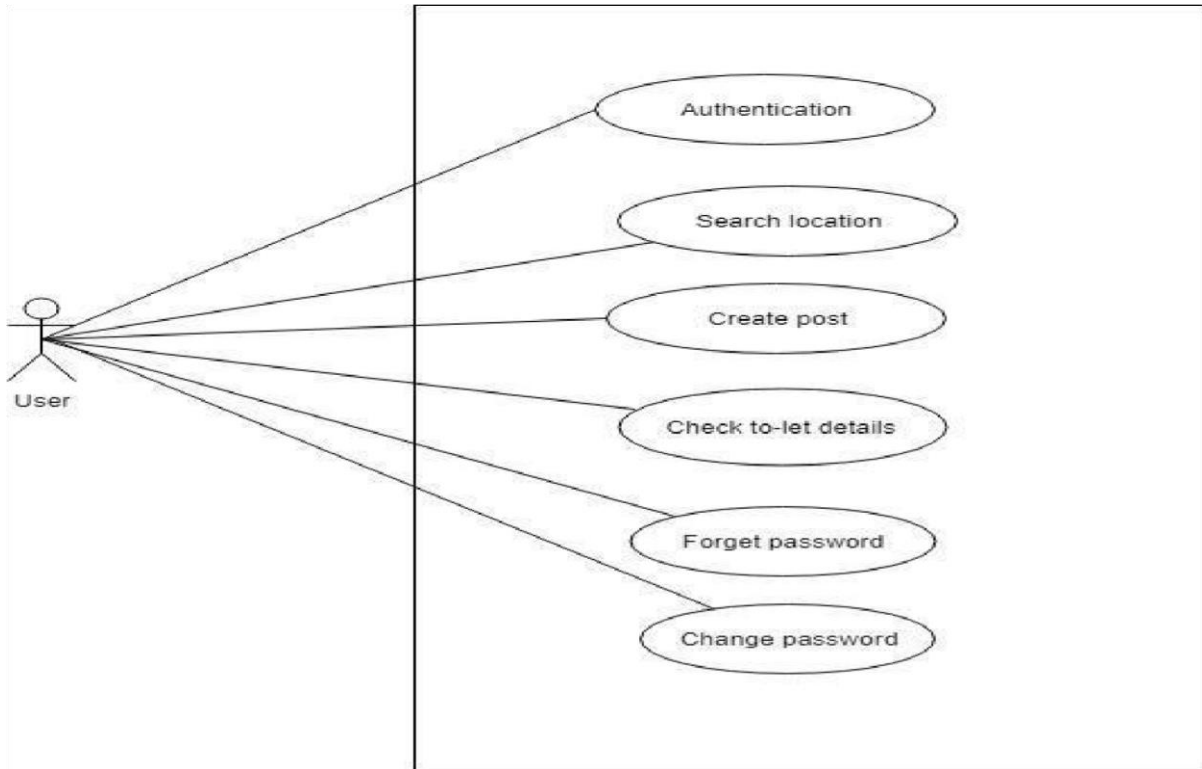 Authentication
Search location
Create post
User
Check to-let details
Forget password
Change password